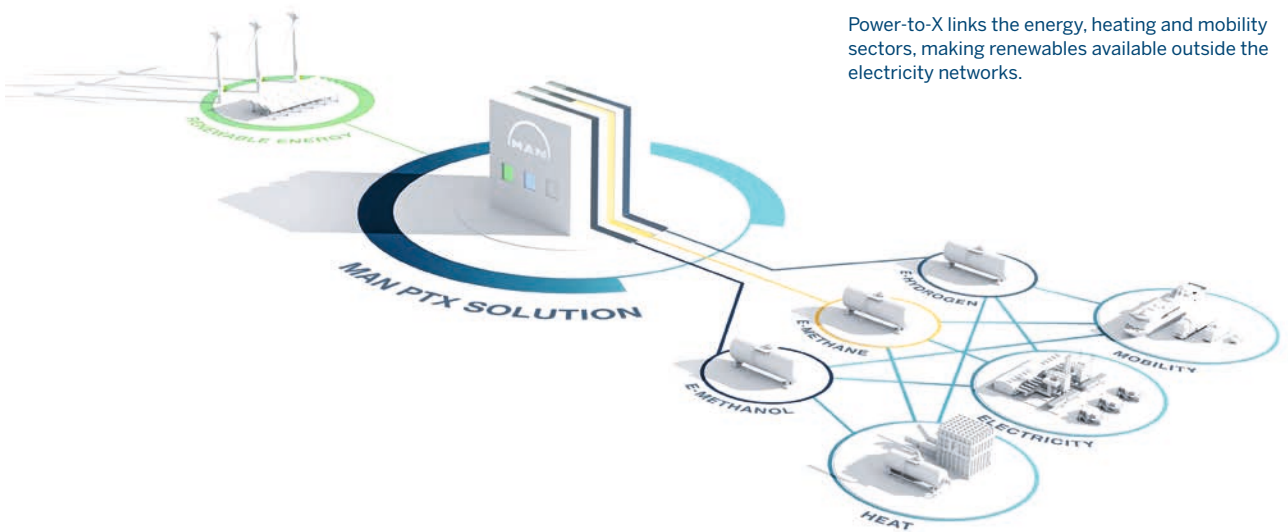 Power-to-X links the energy, heating and mobility
sectors, making renewables available outside the
electricity networks.
RENEWABLE ENERGY
MAN
MAN PTX SOLUTION
E-HYDROGEN
E-METHANE
E-METHANOL
MOBILITY
ELECTRICITY
HEAT